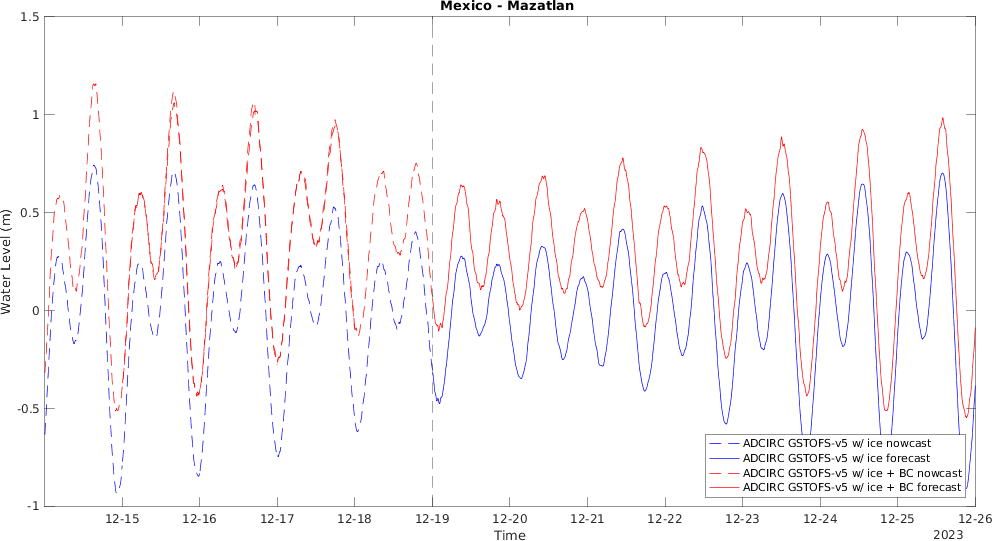 Mexico - Mazatlan
1.5
1
0.5
0
-0.5
-1
Water Level (m)
12-15
12-16
12-17
12-18
12-19
12-20
12-21
12-22
12-23
12-24
12-25
12-26
Time
2023
ADCIRC GSTOFS-v5 w/ ice nowcast
ADCIRC GSTOFS-v5 w/ ice forecast
ADCIRC GSTOFS-v5 w/ ice + BC nowcast
ADCIRC GSTOFS-v5 w/ ice + BC forecast